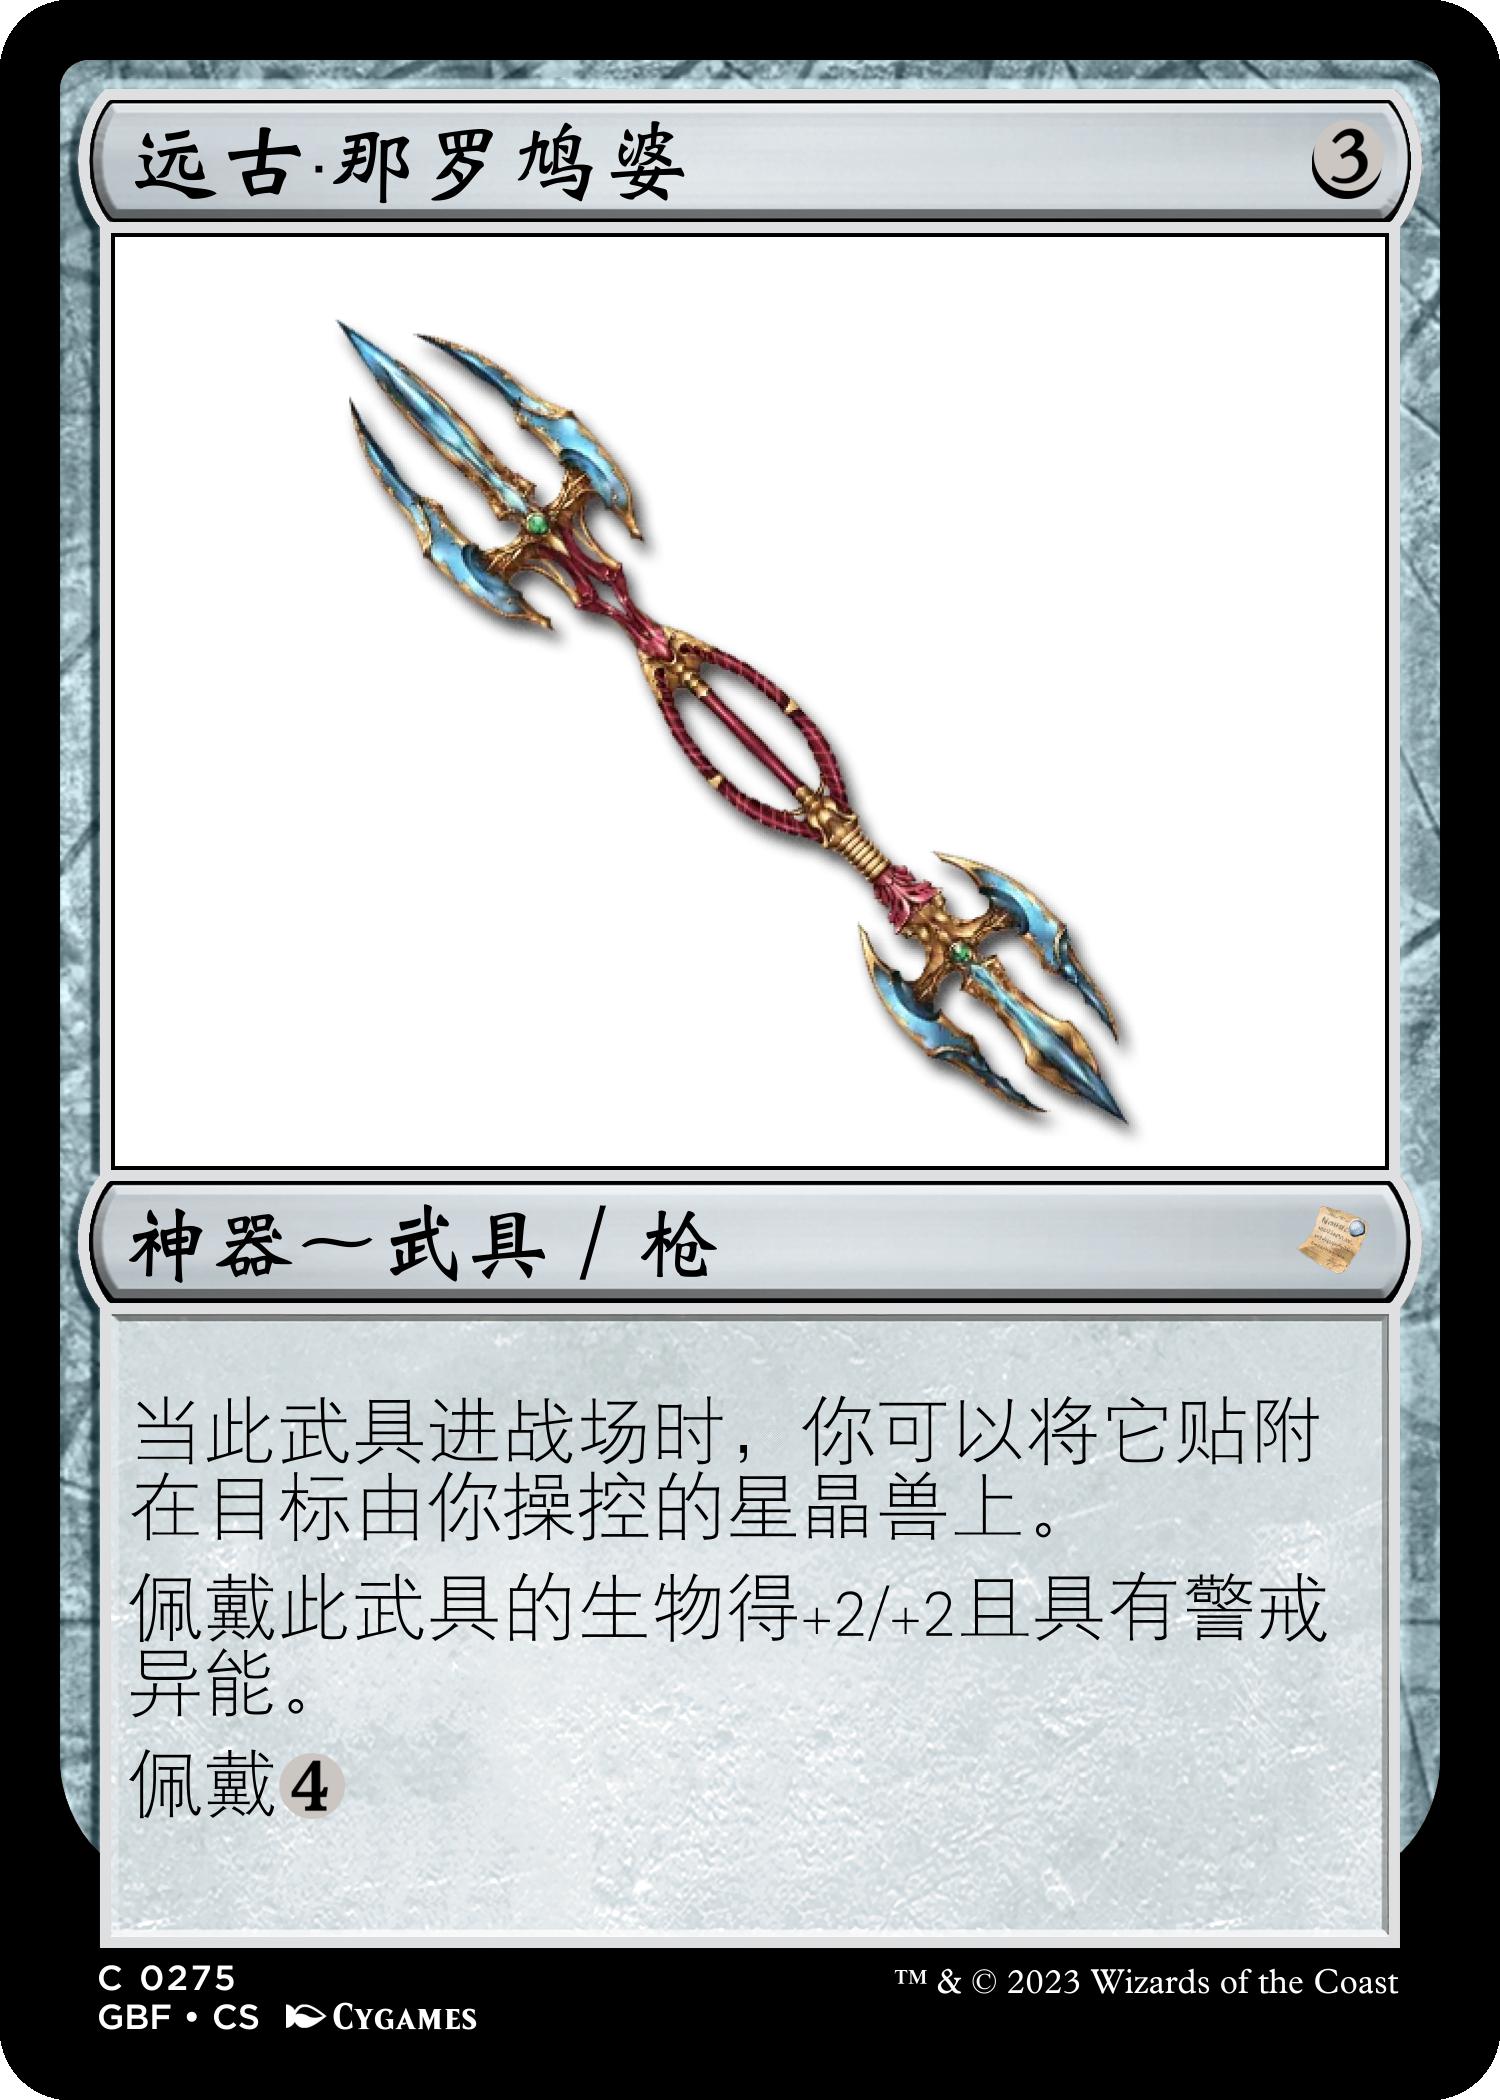 远古·那罗鸠婆
3
神器～武具 / 枪
当此武具进战场时，你可以将它贴附
在目标由你操控的星晶兽上。
佩戴此武具的生物得+2/+2且具有警戒
异能。
佩戴4
C 0275
GBF • CS CYGAMES
™ & © 2023 Wizards of the Coast